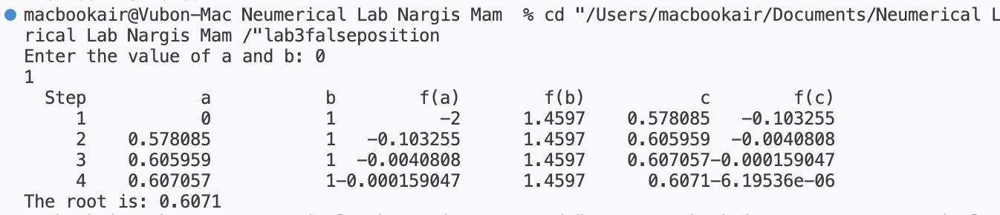 macbookair@Vubon-Mac Neumerical Lab Nargis Mam  % cd "/Users/macbookair/Documents/Neumerical L
rical Lab Nargis Mam /"lab3falseposition
Enter the value of a and b: 0
1
  Step           a           b        f(a)        f(b)           c        f(c)
     1           0           1          -2      1.4597    0.578085   -0.103255
     2    0.578085           1   -0.103255      1.4597    0.605959  -0.0040808
     3    0.605959           1  -0.0040808      1.4597    0.607057-0.000159047
     4    0.607057           1-0.000159047      1.4597      0.6071-6.19536e-06
The root is: 0.6071